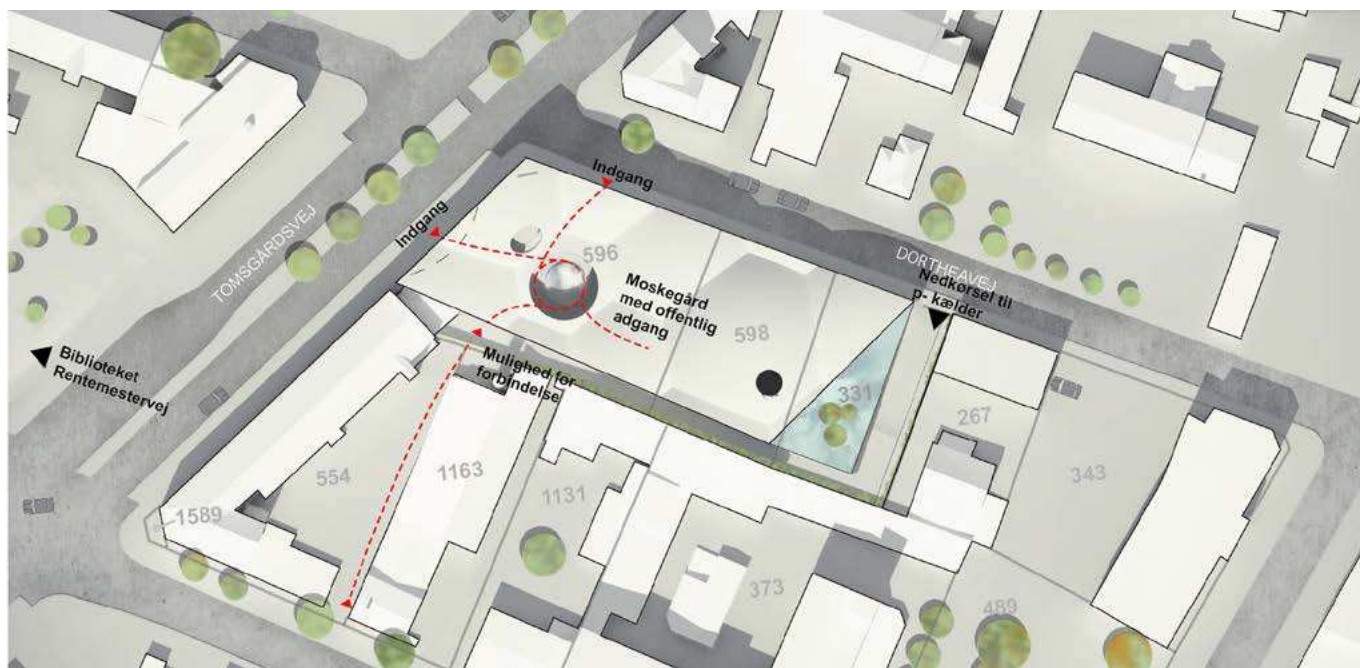 Indgang
Indgang
TOMSGÅRDSVEJ
596
Moskegård
med offentlig
adgang
598
DORTHEAVEJ
Nedkørsel til
p- kælder
Biblioteket
Rentemestervej
Mulighed for
forbindelse
331
267
343
554
1163
1131
1589
373
489